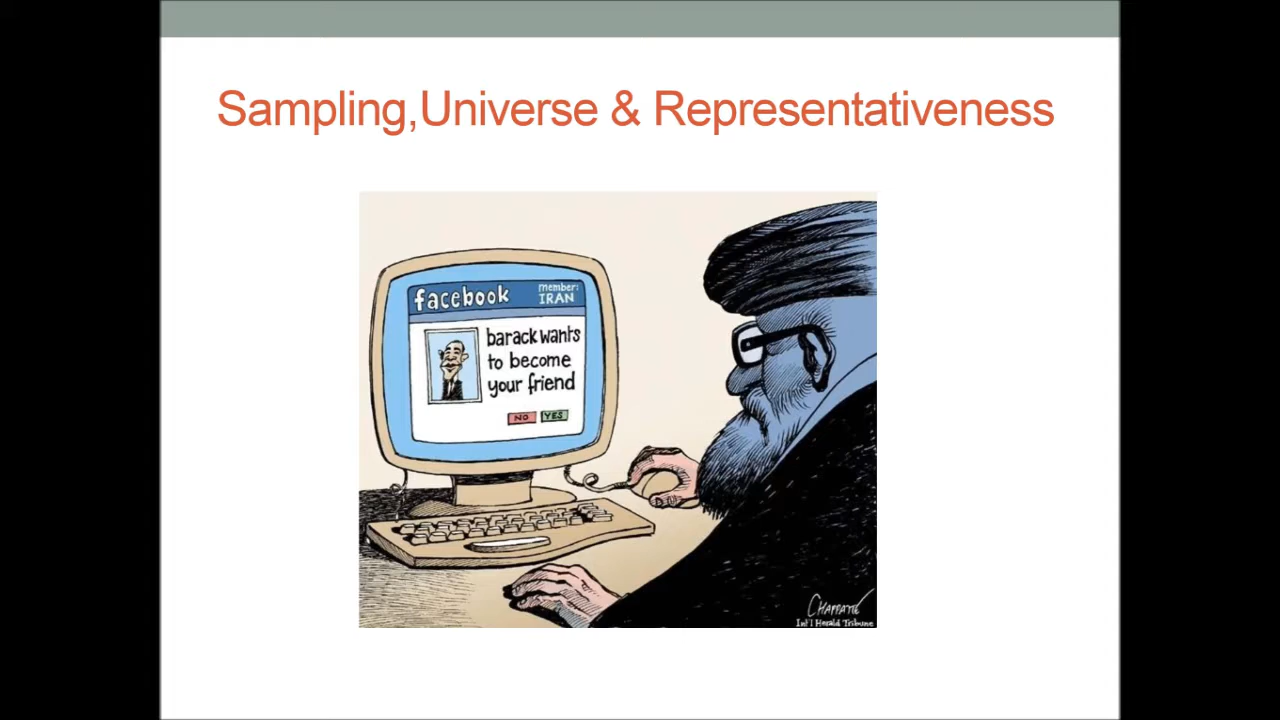 Sampling,Universe & Representativeness
facebook
member:
IRAN
barack wants
to become
your friend
NO YES
CHAPPATTE
Int'l Herald Tribune